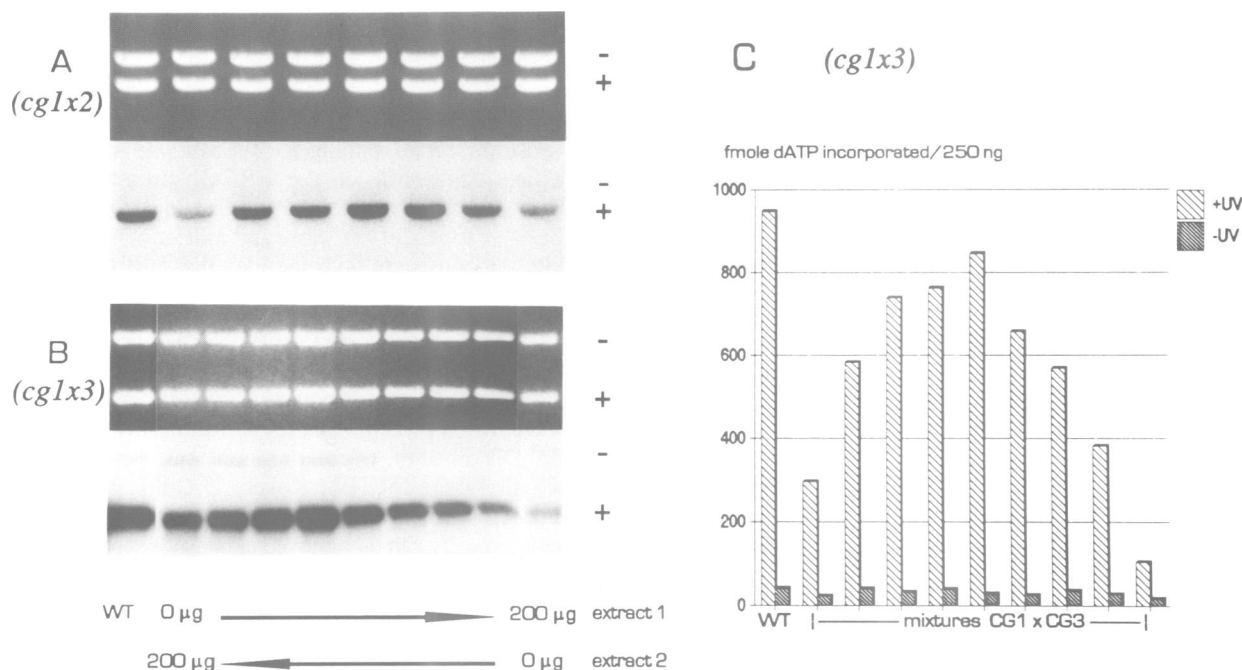 A
(cg1x2)
-
+
-
+
B
(cg1x3)
-
+
-
+
WT 0 µg 200 µg extract 1
200 µg 0 µg extract 2
C (cg1x3)
fmole dATP incorporated/250 ng
1000
800
600
400
200
0
+UV
-UV
WT mixtures CG1 x CG3